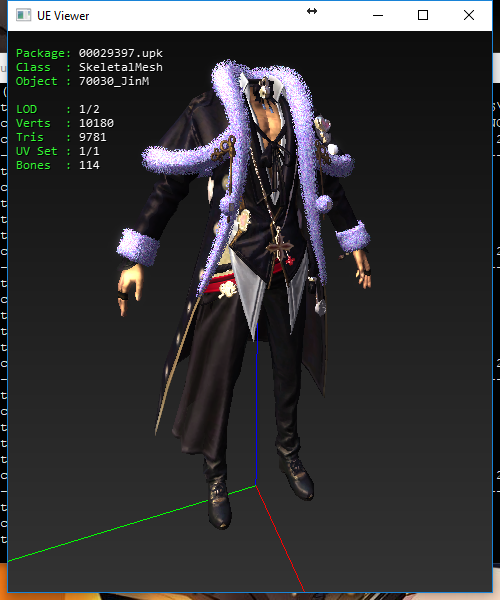 UE Viewer
Package: 00029397.upk
Class : SkeletalMesh
Object : 70030_JinM
LOD : 1/2
Verts : 10180
Tris : 9781
UV Set : 1/1
Bones : 114